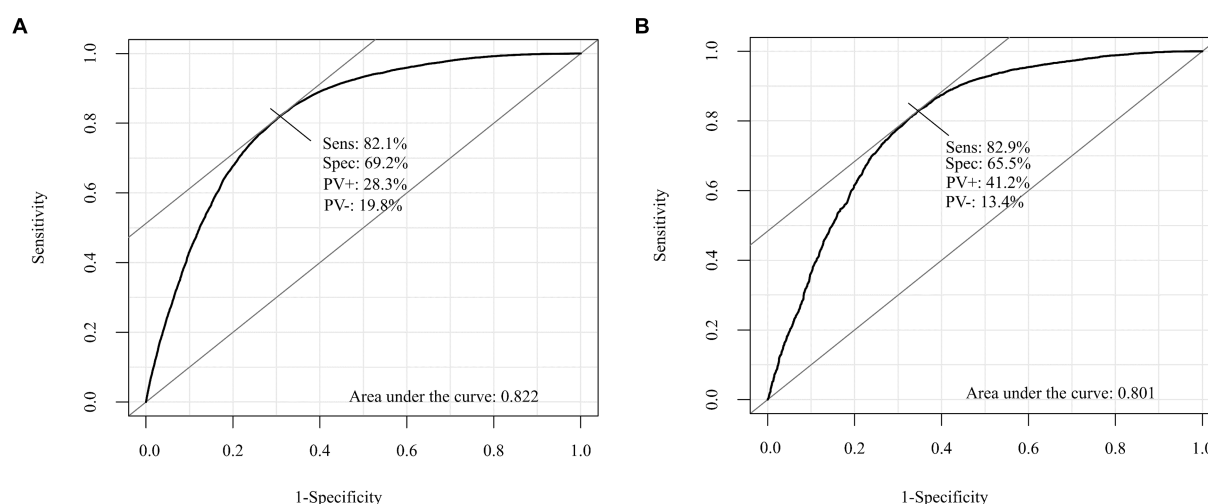 A
1.0
0.8
0.6
0.4
0.2
0.0
Sensitivity
Sens: 82.1%
Spec: 69.2%
PV+: 28.3%
PV-: 19.8%
Area under the curve: 0.822
0.0 0.2 0.4 0.6 0.8 1.0
1-Specificity
B
1.0
0.8
0.6
0.4
0.2
0.0
Sensitivity
Sens: 82.9%
Spec: 65.5%
PV+: 41.2%
PV-: 13.4%
Area under the curve: 0.801
0.0 0.2 0.4 0.6 0.8 1.0
1-Specificity